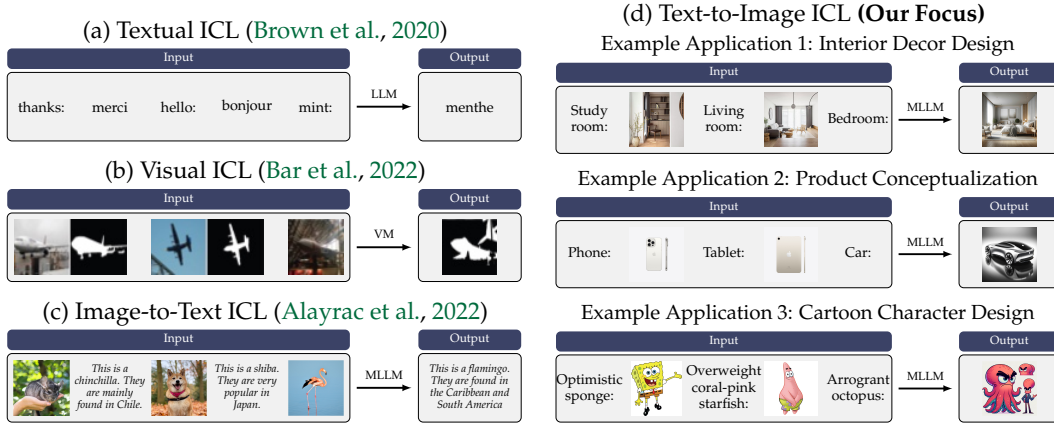 (a) Textual ICL (Brown et al., 2020)
Input
Output
thanks: merci hello: bonjour mint:
LLM
menthe
(b) Visual ICL (Bar et al., 2022)
Input
Output
VM
(c) Image-to-Text ICL (Alayrac et al., 2022)
Input
Output
This is a
chinchilla. They
are mainly
found in Chile.
This is a shiba.
They are very
popular in
Japan.
MLLM
This is a flamingo.
They are found in
the Caribbean and
South America
(d) Text-to-Image ICL (Our Focus)
Example Application 1: Interior Decor Design
Input
Output
Study
room:
Living
room:
Bedroom:
MLLM
Example Application 2: Product Conceptualization
Input
Output
Phone:
Tablet:
Car:
MLLM
Example Application 3: Cartoon Character Design
Input
Output
Optimistic
sponge:
Overweight
coral-pink
starfish:
Arrogrant
octopus:
MLLM